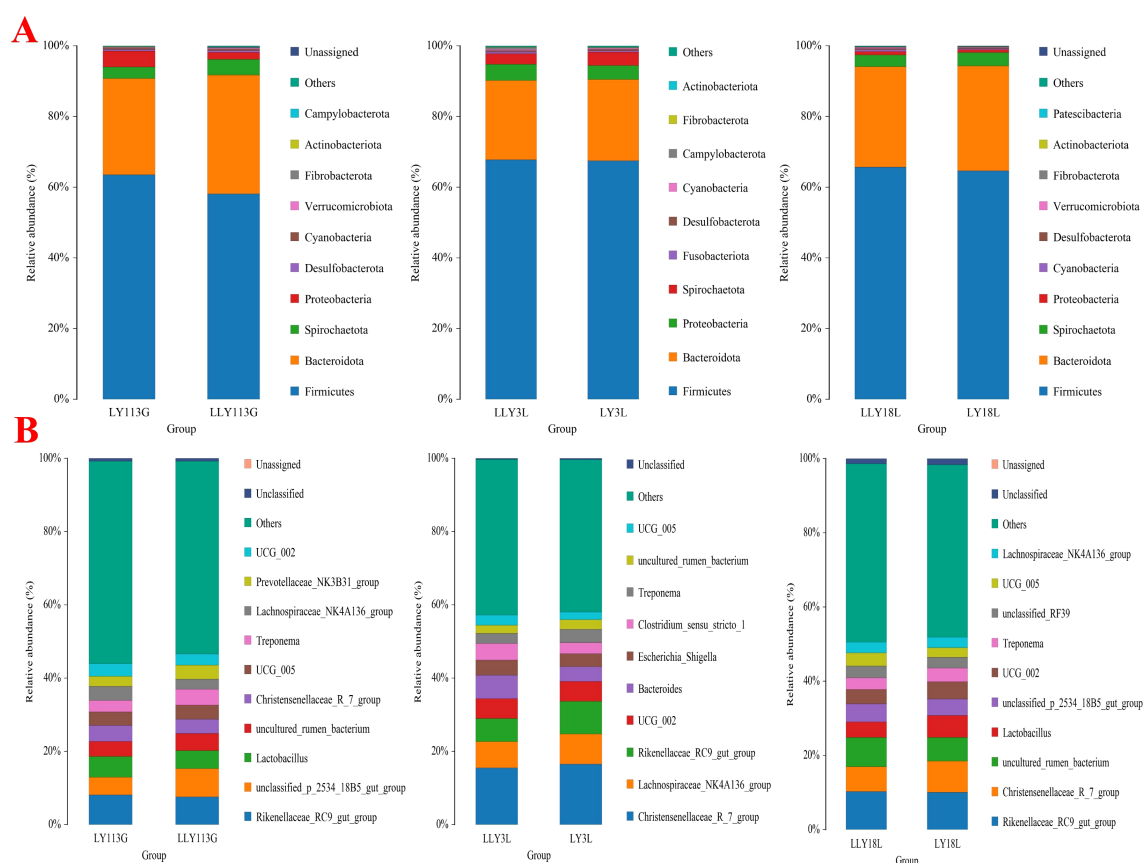 A
Relative abundance (%)
100%
80%
60%
40%
20%
0%
LY113G
LLY113G
Group
Unassigned
Others
Campylobacterota
Actinobacteriota
Fibrobacterota
Verrucomicrobiota
Cyanobacteria
Desulfobacterota
Proteobacteria
Spirochaetota
Bacteroidota
Firmicutes
Relative abundance (%)
100%
80%
60%
40%
20%
0%
LLY3L
LY3L
Group
Others
Actinobacteriota
Fibrobacterota
Campylobacterota
Cyanobacteria
Desulfobacterota
Fusobacteriota
Spirochaetota
Proteobacteria
Bacteroidota
Firmicutes
Relative abundance (%)
100%
80%
60%
40%
20%
0%
LLY18L
LY18L
Group
Unassigned
Others
Patescibacteria
Actinobacteriota
Fibrobacterota
Verrucomicrobiota
Desulfobacterota
Cyanobacteria
Proteobacteria
Spirochaetota
Bacteroidota
Firmicutes
B
Relative abundance (%)
100%
80%
60%
40%
20%
0%
LY113G
LLY113G
Group
Unassigned
Unclassified
Others
UCG_002
Prevotellaceae_NK3B31_group
Lachnospiraceae_NK4A136_group
Treponema
UCG_005
Christensenellaceae_R_7_group
uncultured_rumen_bacterium
Lactobacillus
unclassified_p_2534_18B5_gut_group
Rikenellaceae_RC9_gut_group
Relative abundance (%)
100%
80%
60%
40%
20%
0%
LLY3L
LY3L
Group
Unclassified
Others
UCG_005
uncultured_rumen_bacterium
Treponema
Clostridium_sensu_stricto_1
Escherichia_Shigella
Bacteroides
UCG_002
Rikenellaceae_RC9_gut_group
Lachnospiraceae_NK4A136_group
Christensenellaceae_R_7_group
Relative abundance (%)
100%
80%
60%
40%
20%
0%
LLY18L
LY18L
Group
Unassigned
Unclassified
Others
Lachnospiraceae_NK4A136_group
UCG_005
unclassified_RF39
Treponema
UCG_002
unclassified_p_2534_18B5_gut_group
Lactobacillus
uncultured_rumen_bacterium
Christensenellaceae_R_7_group
Rikenellaceae_RC9_gut_group